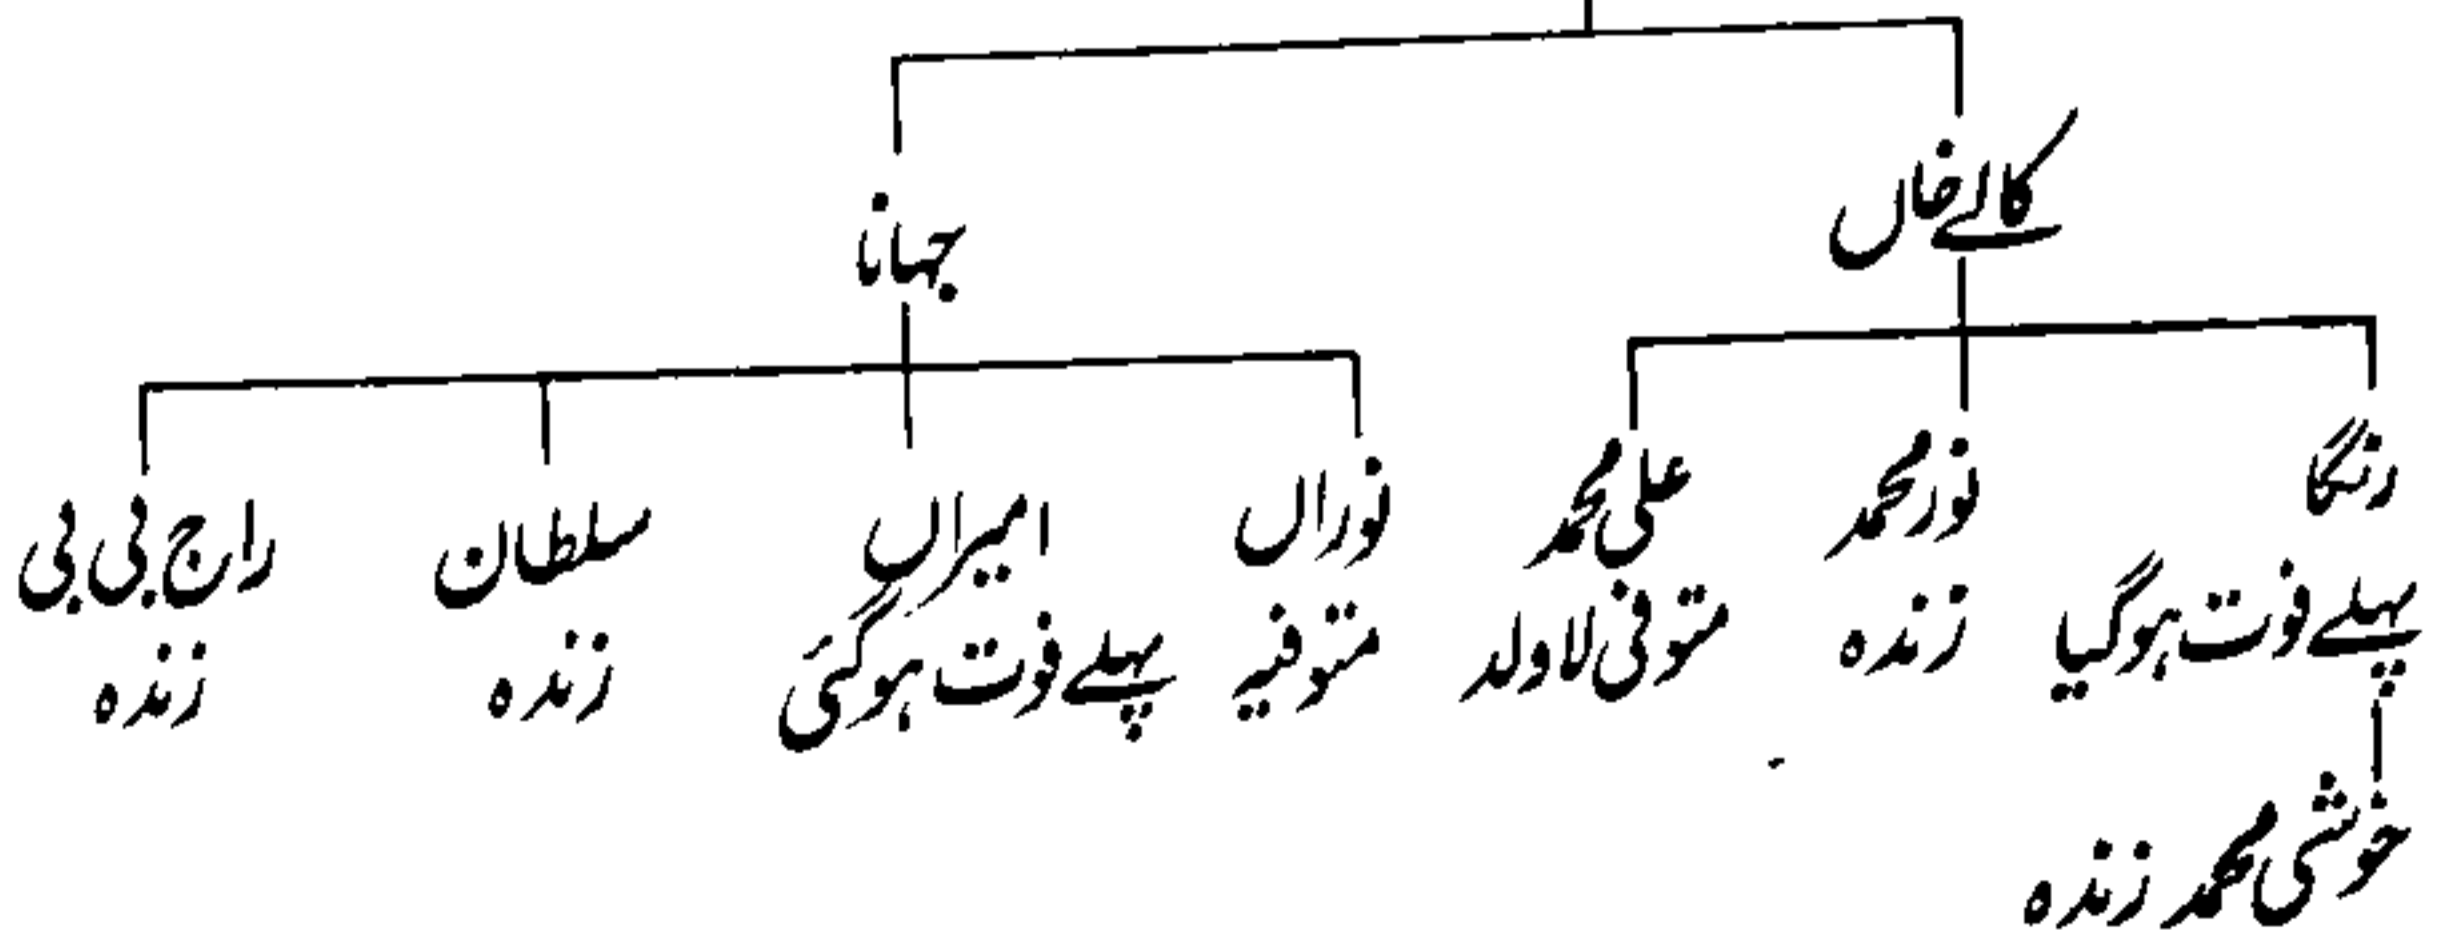 کالے خاں
جہانا
رنگا
نور محمد
علی محمد
نوراں
امیراں
سلطان
راج بی بی
پہلے فوت ہوگیا
زندہ
متوفی لاولد
متوفیہ
پہلے فوت ہوگئی
زندہ
زندہ
خوشی محمد زندہ